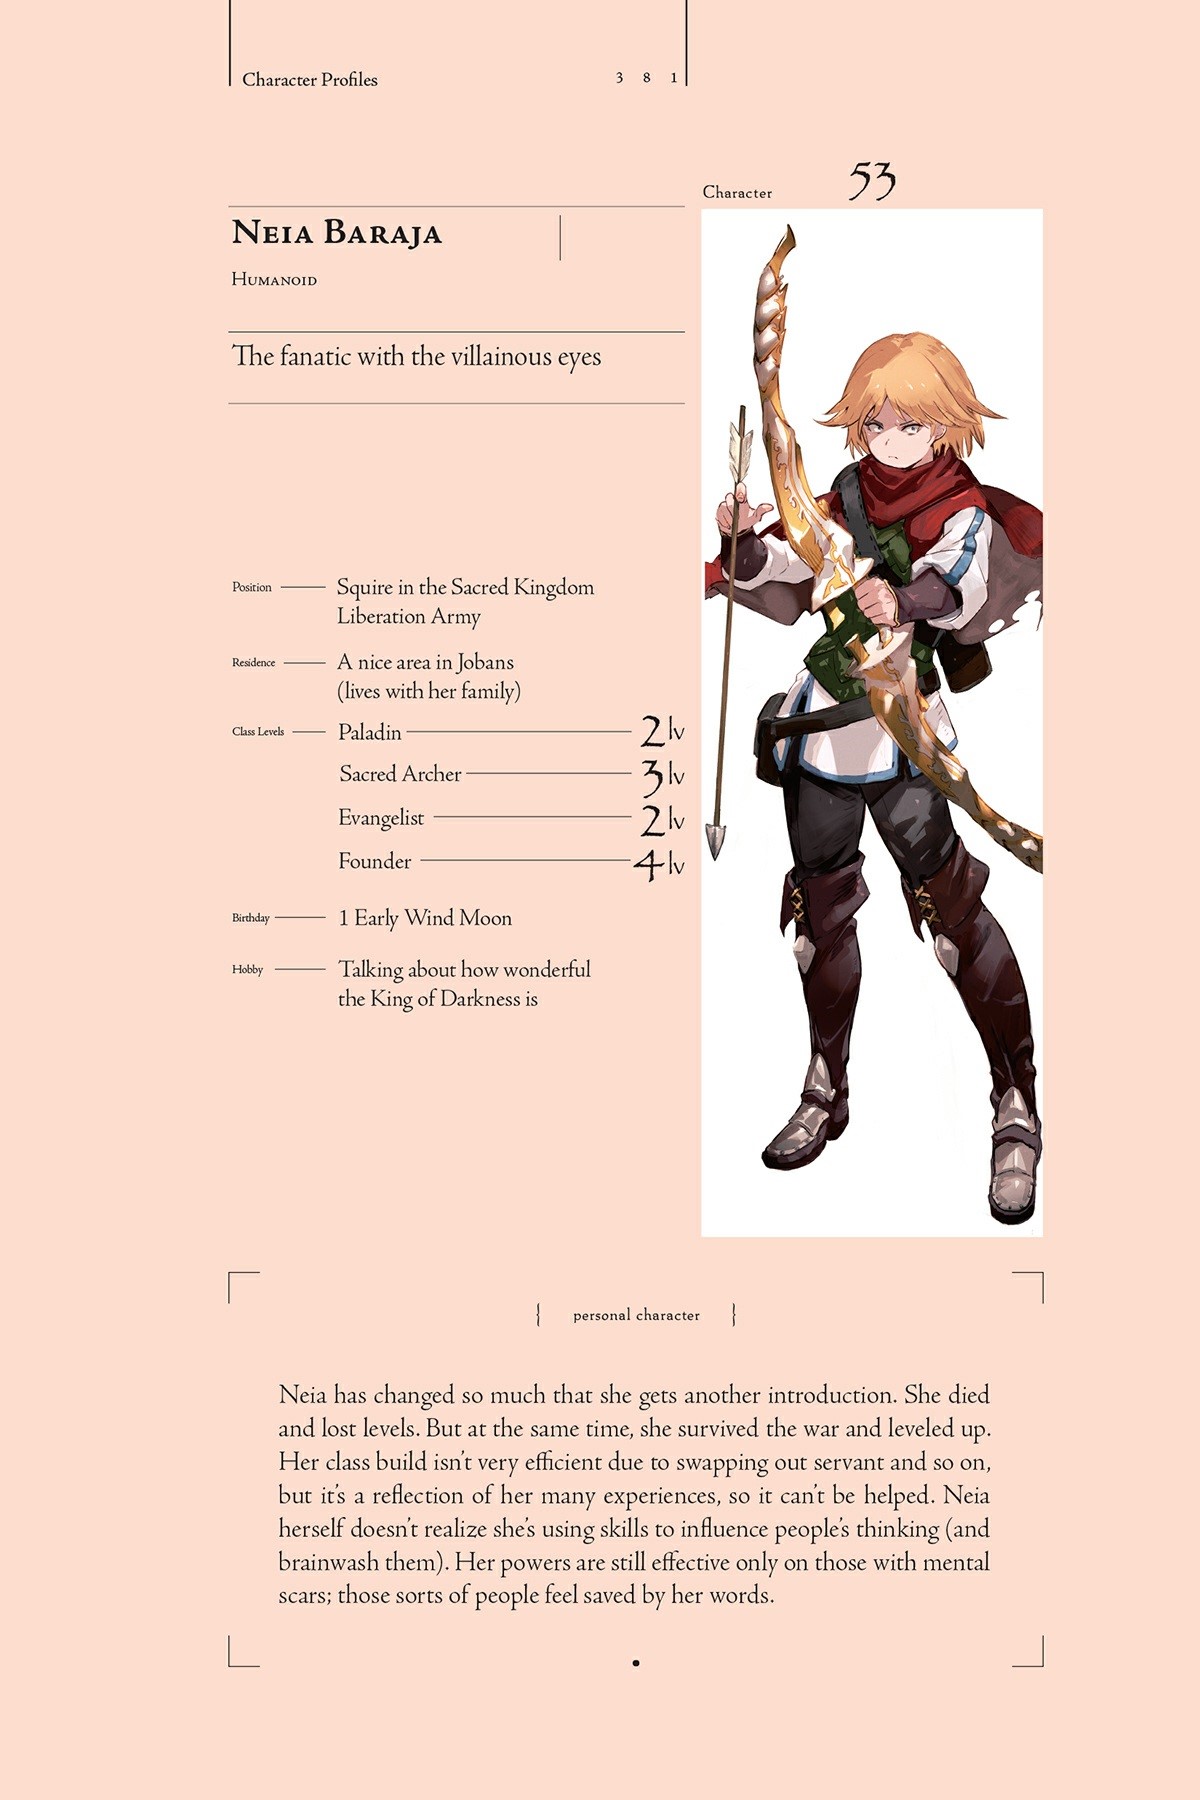 Character Profiles 3 8 1
Character 53
Neia Baraja
Humanoid
The fanatic with the villainous eyes
Position Squire in the Sacred Kingdom
Liberation Army
Residence A nice area in Jobans
(lives with her family)
Class Levels Paladin 2 lv
Sacred Archer 3 lv
Evangelist 2 lv
Founder 4 lv
Birthday 1 Early Wind Moon
Hobby Talking about how wonderful
the King of Darkness is
{ personal character }
Neia has changed so much that she gets another introduction. She died
and lost levels. But at the same time, she survived the war and leveled up.
Her class build isn't very efficient due to swapping out servant and so on,
but it's a reflection of her many experiences, so it can't be helped. Neia
herself doesn't realize she's using skills to influence people's thinking (and
brainwash them). Her powers are still effective only on those with mental
scars; those sorts of people feel saved by her words.